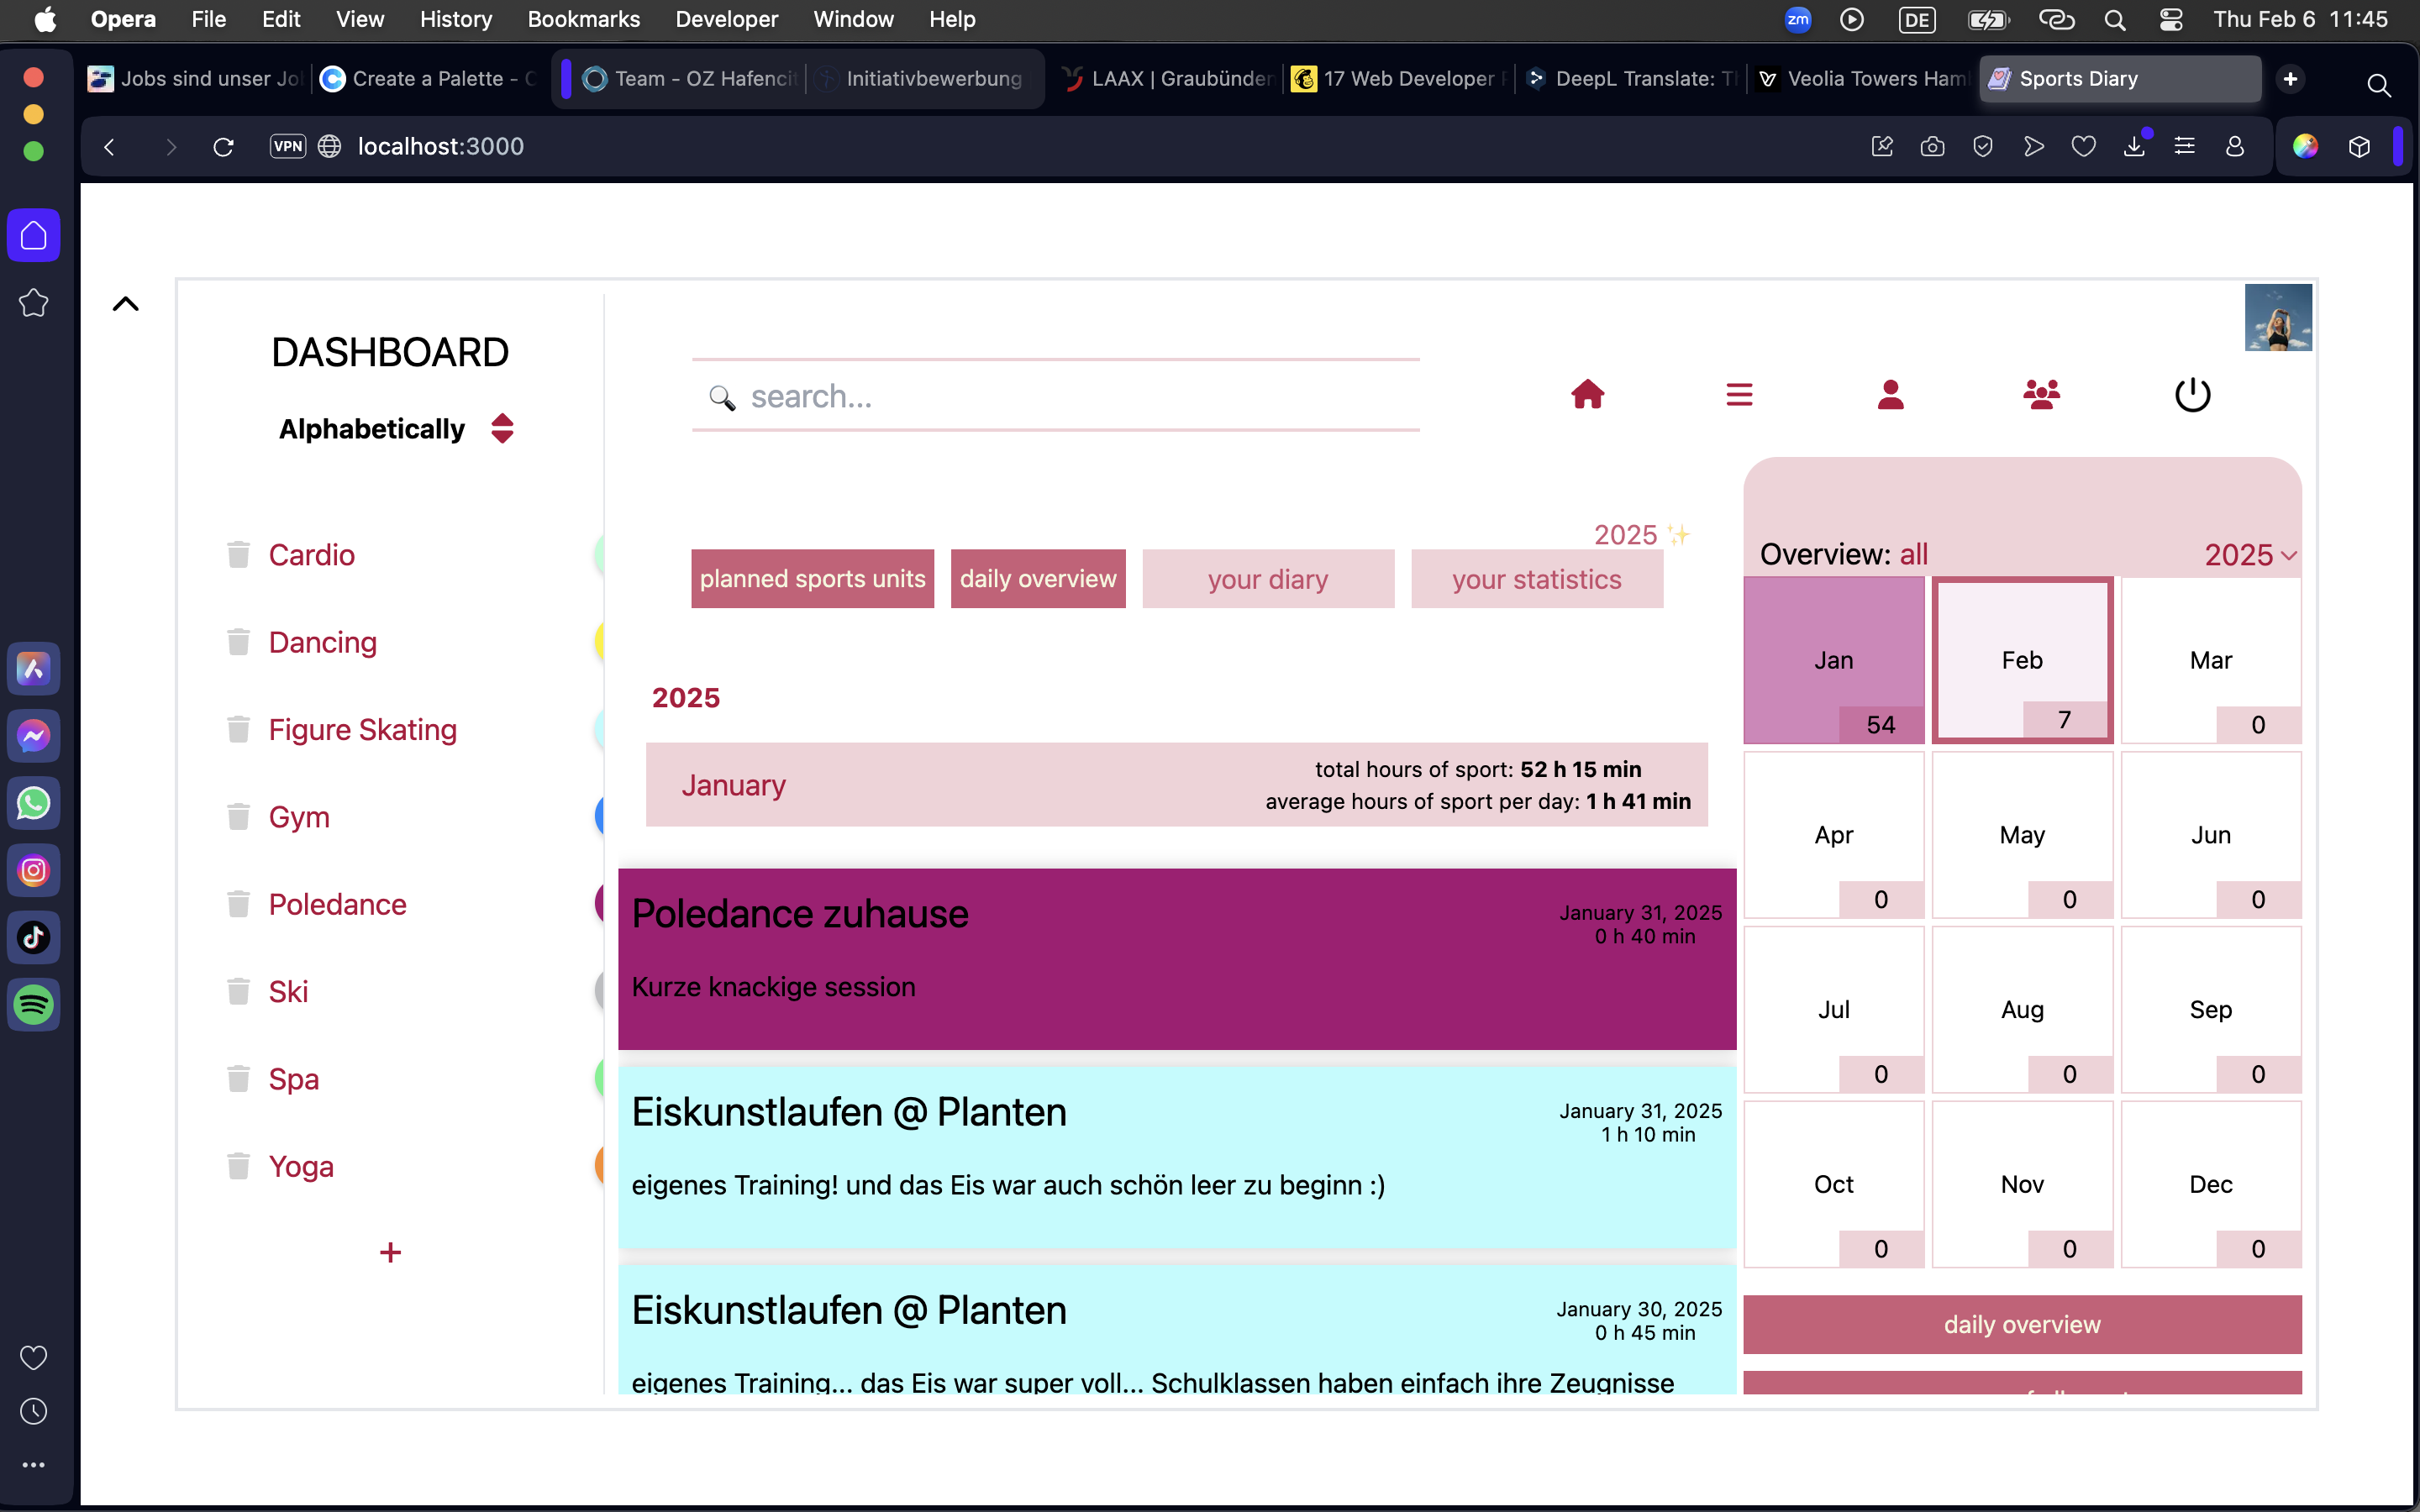 Opera File Edit View History Bookmarks Developer Window Help zm DE Thu Feb 6 11:45
Jobs sind unser Jo Create a Palette - C Team - OZ Hafencit Initiativbewerbung LAAX | Graubünden 17 Web Developer DeepL Translate: T Veolia Towers Ham Sports Diary
VPN localhost:3000
DASHBOARD
Alphabetically
Cardio
Dancing
Figure Skating
Gym
Poledance
Ski
Spa
Yoga
+
search...
2025
planned sports units daily overview your diary your statistics
2025
January
total hours of sport: 52 h 15 min
average hours of sport per day: 1 h 41 min
Poledance zuhause
January 31, 2025
0 h 40 min
Kurze knackige session
Eiskunstlaufen @ Planten
January 31, 2025
1 h 10 min
eigenes Training! und das Eis war auch schön leer zu beginn :)
Eiskunstlaufen @ Planten
January 30, 2025
0 h 45 min
eigenes Training... das Eis war super voll... Schulklassen haben einfach ihre Zeugnisse
Overview: all 2025
Jan Feb Mar
54 7 0
Apr May Jun
0 0 0
Jul Aug Sep
0 0 0
Oct Nov Dec
0 0 0
daily overview